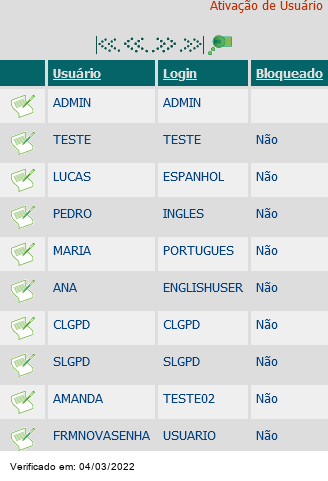 Ativação de Usuário
Usuário Login Bloqueado
ADMIN ADMIN
TESTE TESTE Não
LUCAS ESPANHOL Não
PEDRO INGLES Não
MARIA PORTUGUES Não
ANA ENGLISHUSER Não
CLGPD CLGPD Não
SLGPD SLGPD Não
AMANDA TESTE02 Não
FRMNOVASENHA USUARIO Não
Verificado em: 04/03/2022